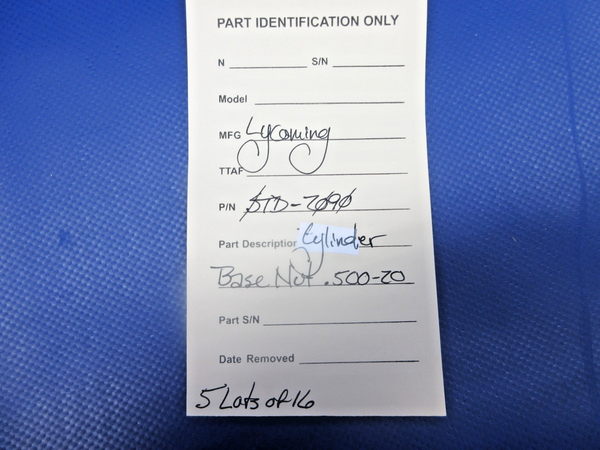 PART IDENTIFICATION ONLY
N S/N
Model
MFG Lycoming
TTAF
P/N STD-2090
Part Description Cylinder
Base Nut .500-20
Part S/N
Date Removed
5 Lots of 16